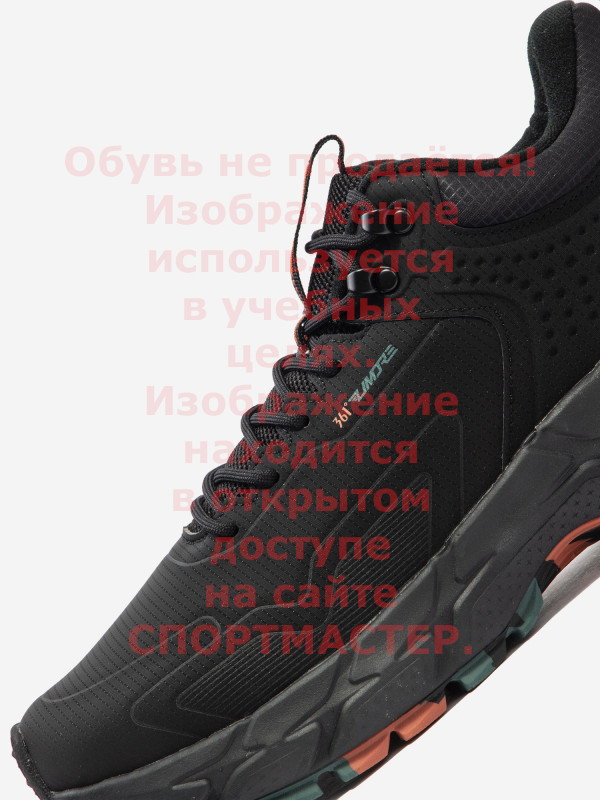 Обувь не продаётся!
Изображение
используется
в учебных
целях.
Изображение
находится
в открытом
доступе
на сайте
СПОРТМАСТЕР.
361°